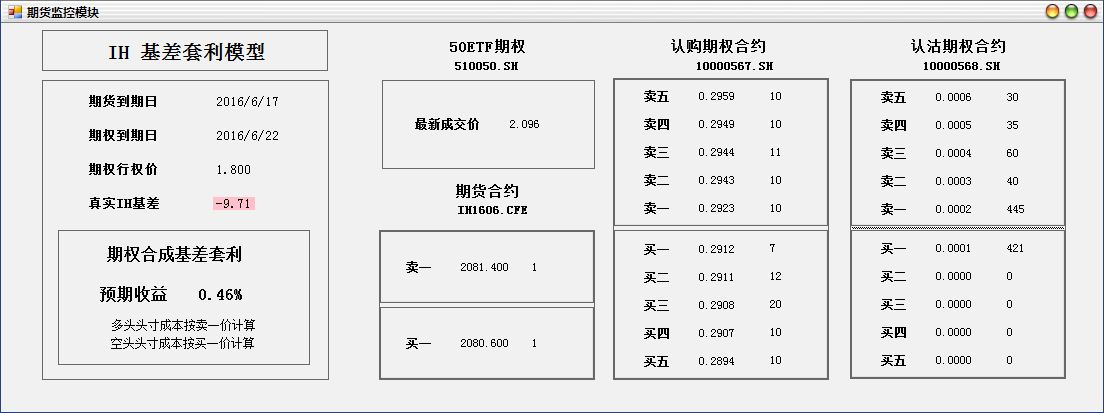 期货监控模块
IH 基差套利模型
期货到期日 2016/6/17
期权到期日 2016/6/22
期权行权价 1.800
真实IH基差 -9.71
期权合成基差套利
预期收益 0.46%
多头头寸成本按卖一价计算
空头头寸成本按买一价计算
50ETF期权
510050.SH
最新成交价 2.096
期货合约
IH1606.CFE
卖一 2081.400 1
买一 2080.600 1
认购期权合约
10000567.SH
卖五 0.2959 10
卖四 0.2949 10
卖三 0.2944 11
卖二 0.2943 10
卖一 0.2923 10
买一 0.2912 7
买二 0.2911 12
买三 0.2908 20
买四 0.2907 10
买五 0.2894 10
认沽期权合约
10000568.SH
卖五 0.0006 30
卖四 0.0005 35
卖三 0.0004 60
卖二 0.0003 40
卖一 0.0002 445
买一 0.0001 421
买二 0.0000 0
买三 0.0000 0
买四 0.0000 0
买五 0.0000 0